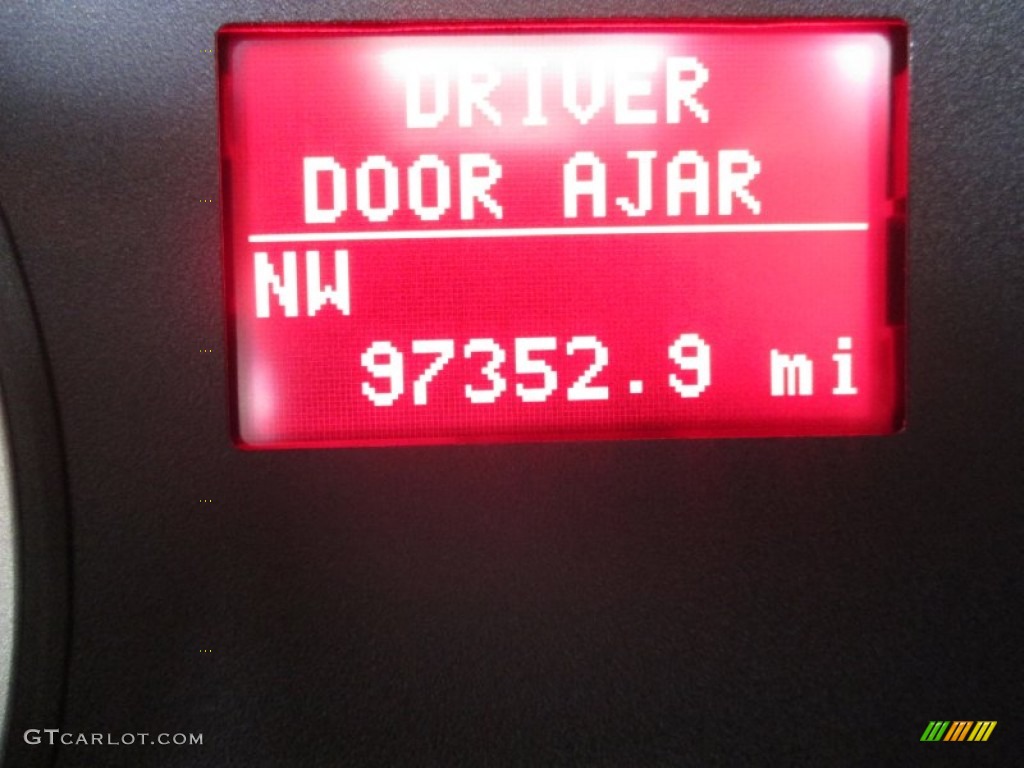 DRIVER
DOOR AJAR
NW
97352.9 mi
GTCARLOT.COM